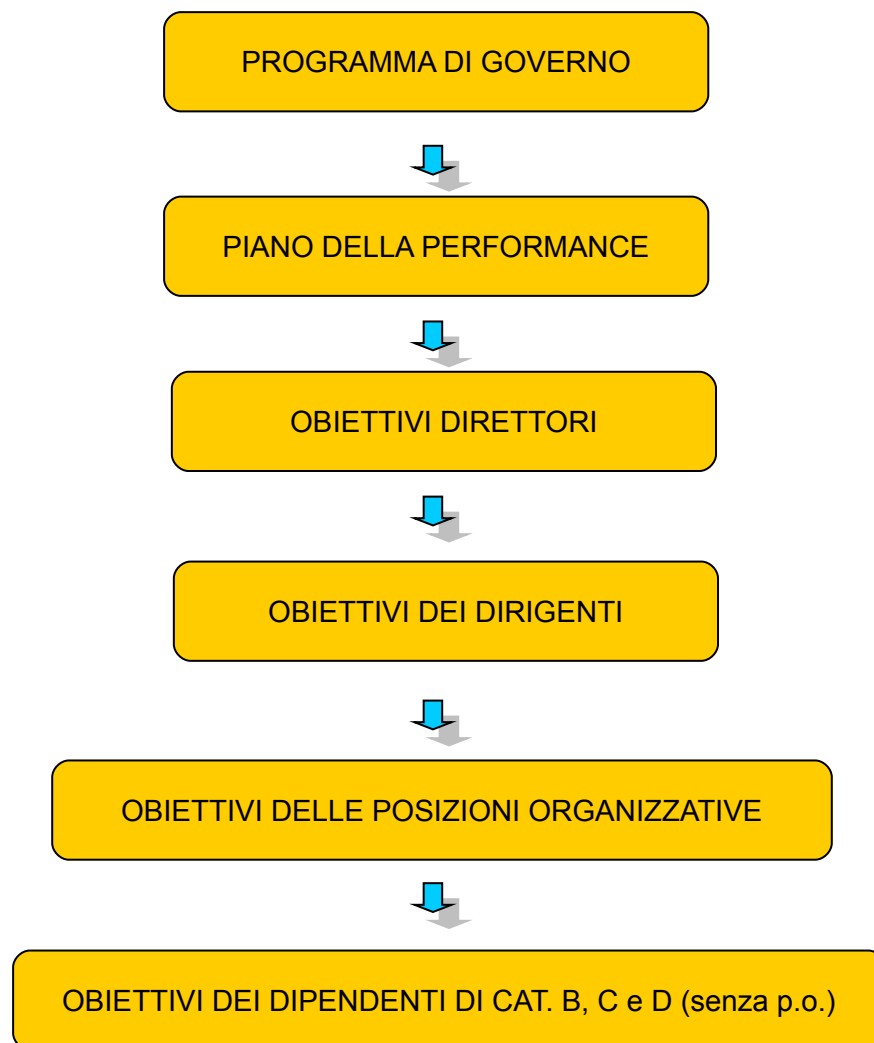 PROGRAMMA DI GOVERNO
PIANO DELLA PERFORMANCE
OBIETTIVI DIRETTORI
OBIETTIVI DEI DIRIGENTI
OBIETTIVI DELLE POSIZIONI ORGANIZZATIVE
OBIETTIVI DEI DIPENDENTI DI CAT. B, C e D (senza p.o.)